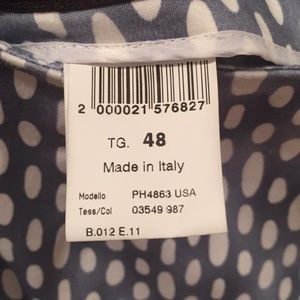 2 000021 576827
TG. 48
Made in Italy
Modello PH4863 USA
Tess/Col 03549 987
B.012 E.11